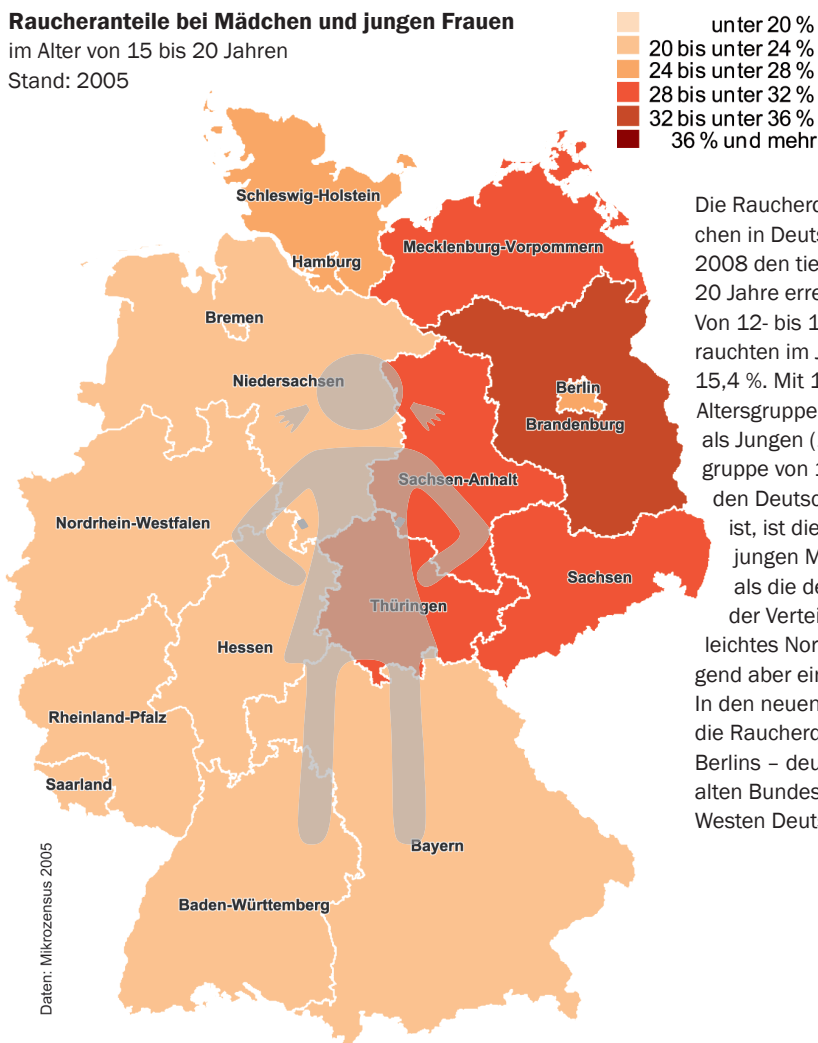 Raucheranteile bei Mädchen und jungen Frauen
im Alter von 15 bis 20 Jahren
Stand: 2005
unter 20 %
20 bis unter 24 %
24 bis unter 28 %
28 bis unter 32 %
32 bis unter 36 %
36 % und mehr
Schleswig-Holstein
Hamburg
Mecklenburg-Vorpommern
Bremen
Niedersachsen
Berlin
Brandenburg
Sachsen-Anhalt
Nordrhein-Westfalen
Sachsen
Thüringen
Hessen
Rheinland-Pfalz
Saarland
Bayern
Baden-Württemberg
Daten: Mikrozensus 2005
Die Raucherq
chen in Deuts
2008 den tie
20 Jahre erre
Von 12- bis 1
rauchten im J
15,4 %. Mit 1
Altersgruppe
als Jungen (
gruppe von 1
den Deutsch
ist, ist die
jungen M
als die de
der Vertei
leichtes Nor
gend aber ein
In den neuen
die Raucherq
Berlins – deu
alten Bundes
Westen Deuts